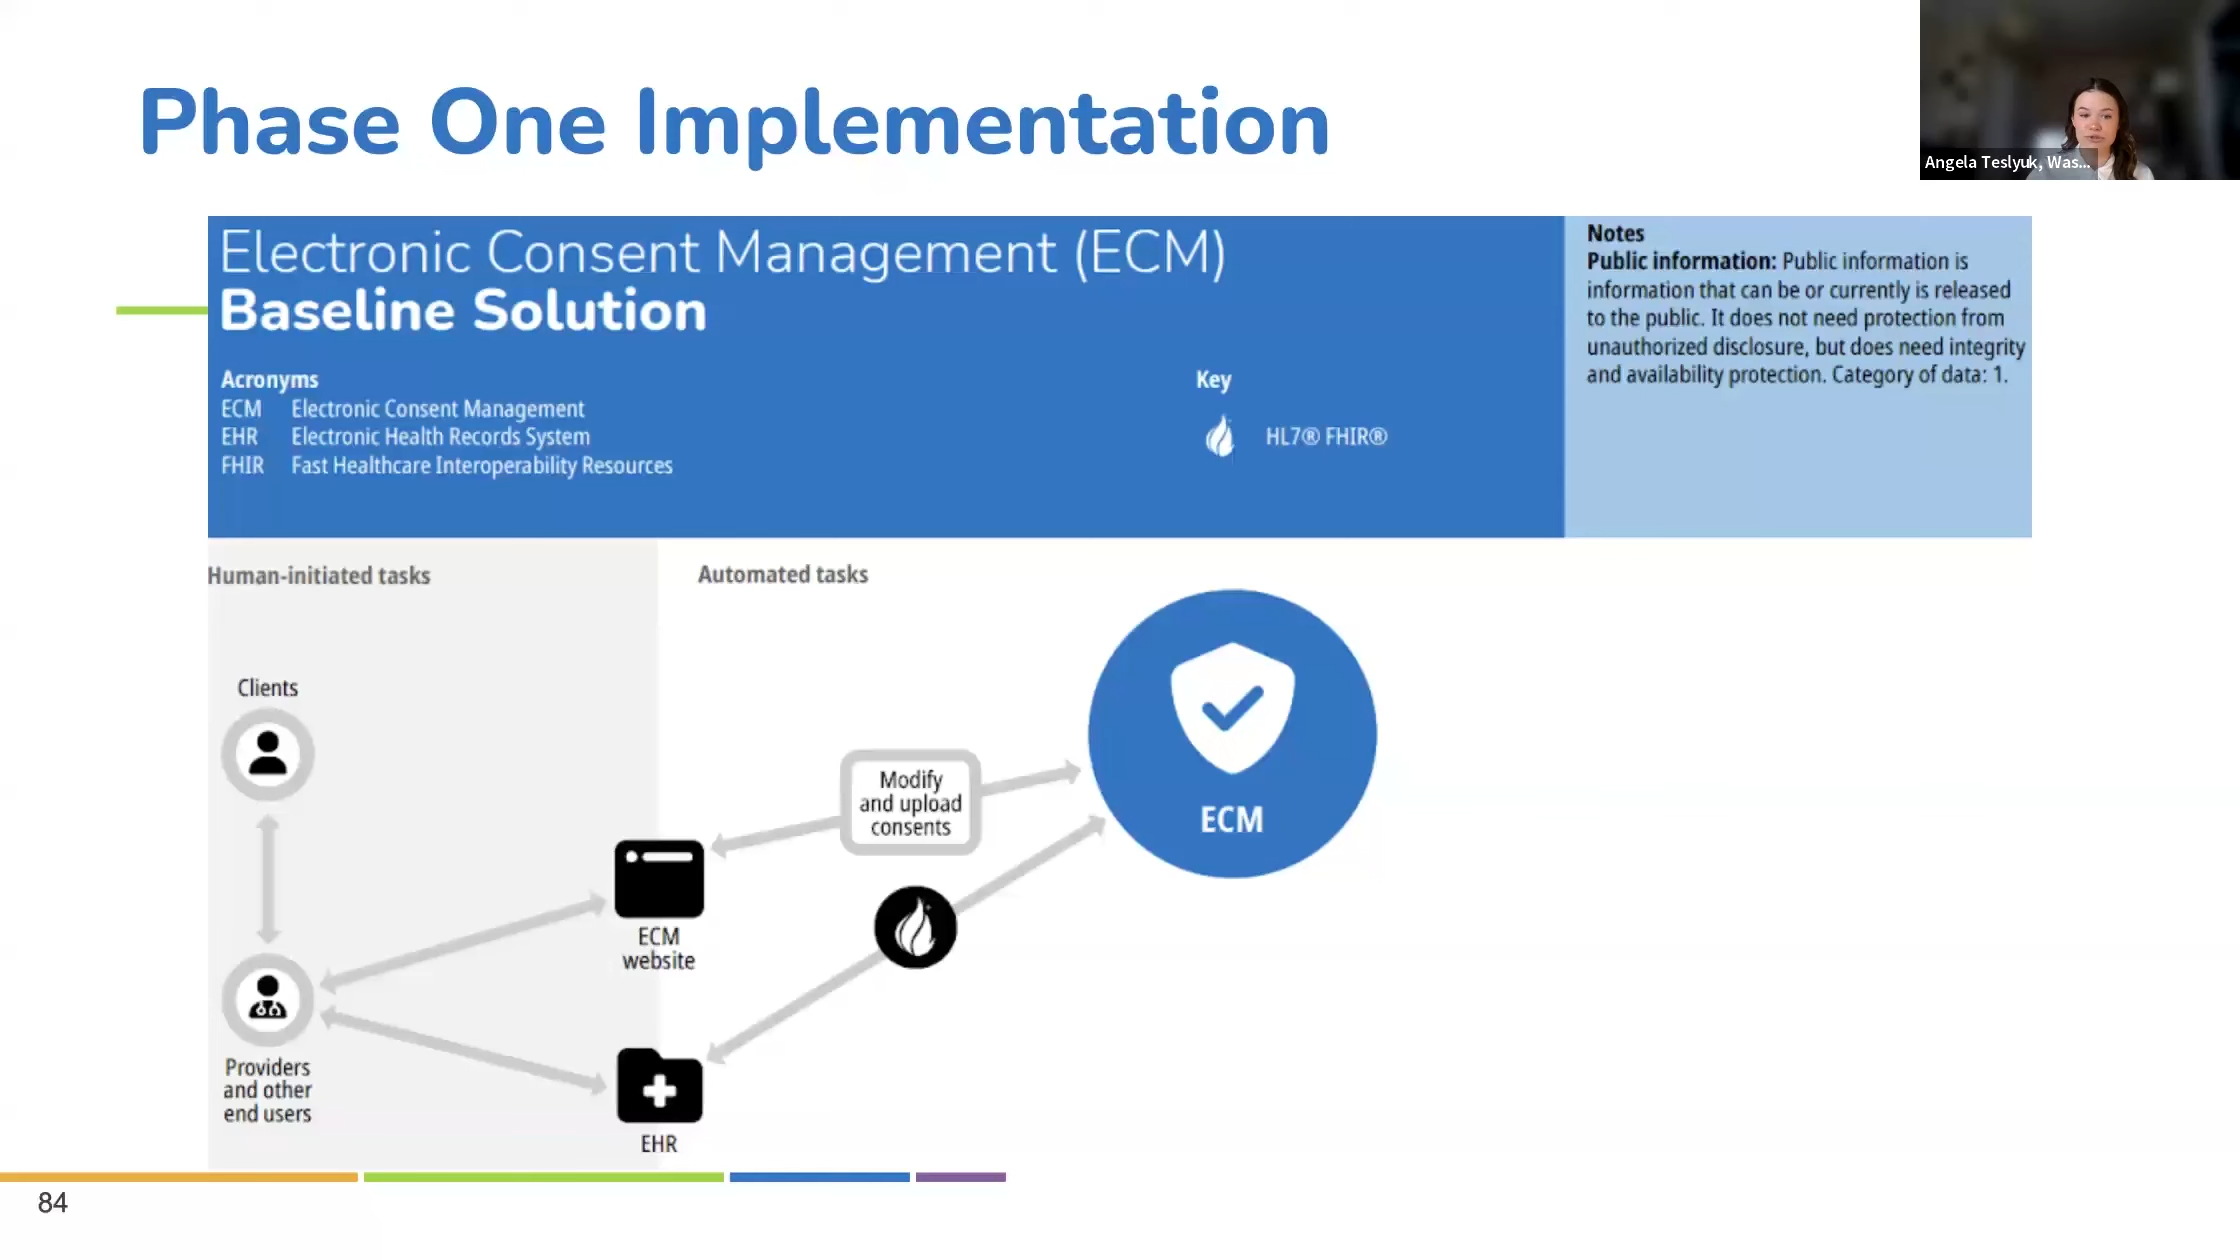 Phase One Implementation
Angela Teslyuk, Was...
Electronic Consent Management (ECM)
Baseline Solution
Acronyms
ECM Electronic Consent Management
EHR Electronic Health Records System
FHIR Fast Healthcare Interoperability Resources
Key
HL7® FHIR®
Notes
Public information: Public information is
information that can be or currently is released
to the public. It does not need protection from
unauthorized disclosure, but does need integrity
and availability protection. Category of data: 1.
Human-initiated tasks
Automated tasks
Clients
Modify
and upload
consents
ECM
ECM
website
Providers
and other
end users
EHR
84